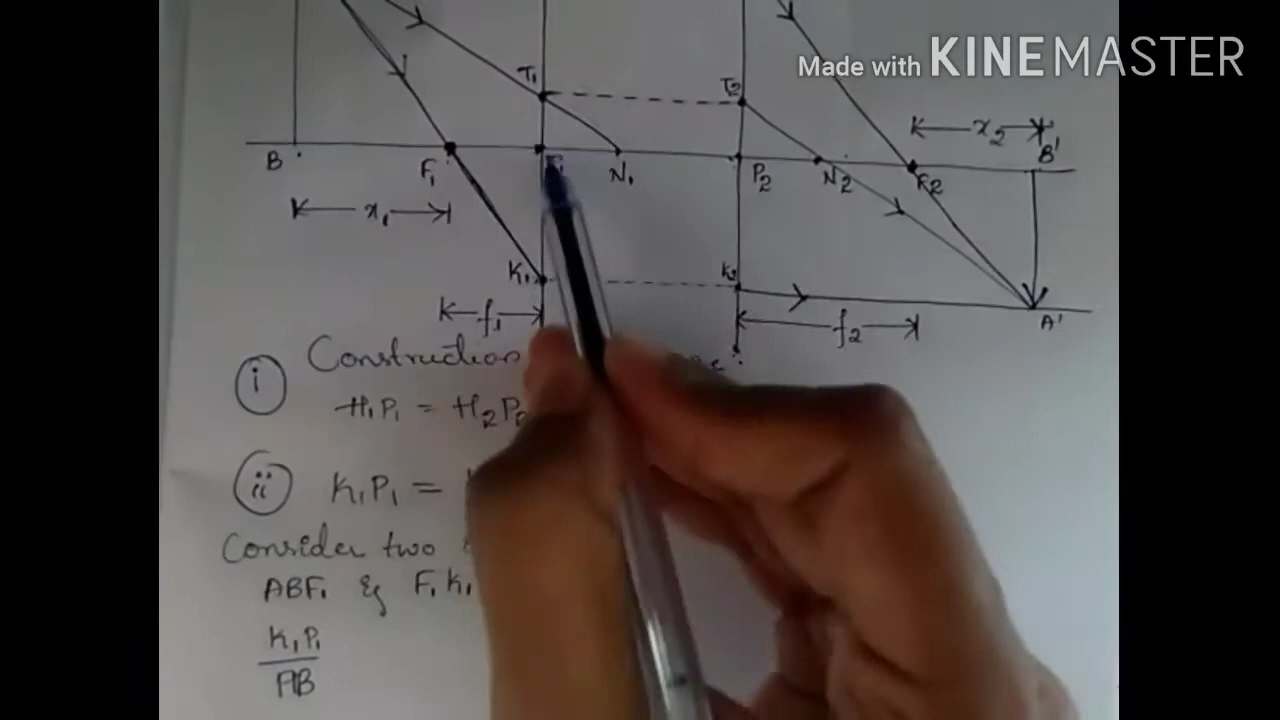 Made with KINEMASTER
T₁ T₂
x₂
B F₁ N₁ P₂ N₂ F₂ B'
x₁
K₁ K₂
f₁ f₂ A'
i Construction
H₁P₁ = H₂P₂
ii K₁P₁ =
Consider two
ABF₁ & F₁K₁
K₁P₁
AB